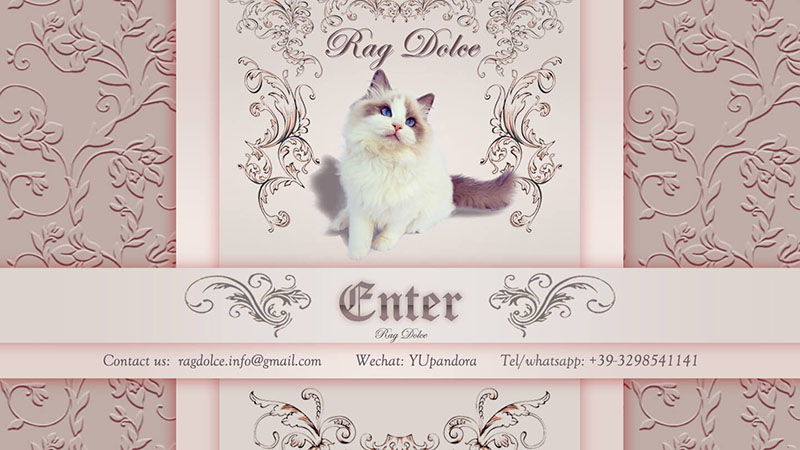 Rag Dolce
Enter
Rag Dolce
Contact us: ragdolce.info@gmail.com Wechat: YUpandora Tel/whatsapp: +39-3298541141